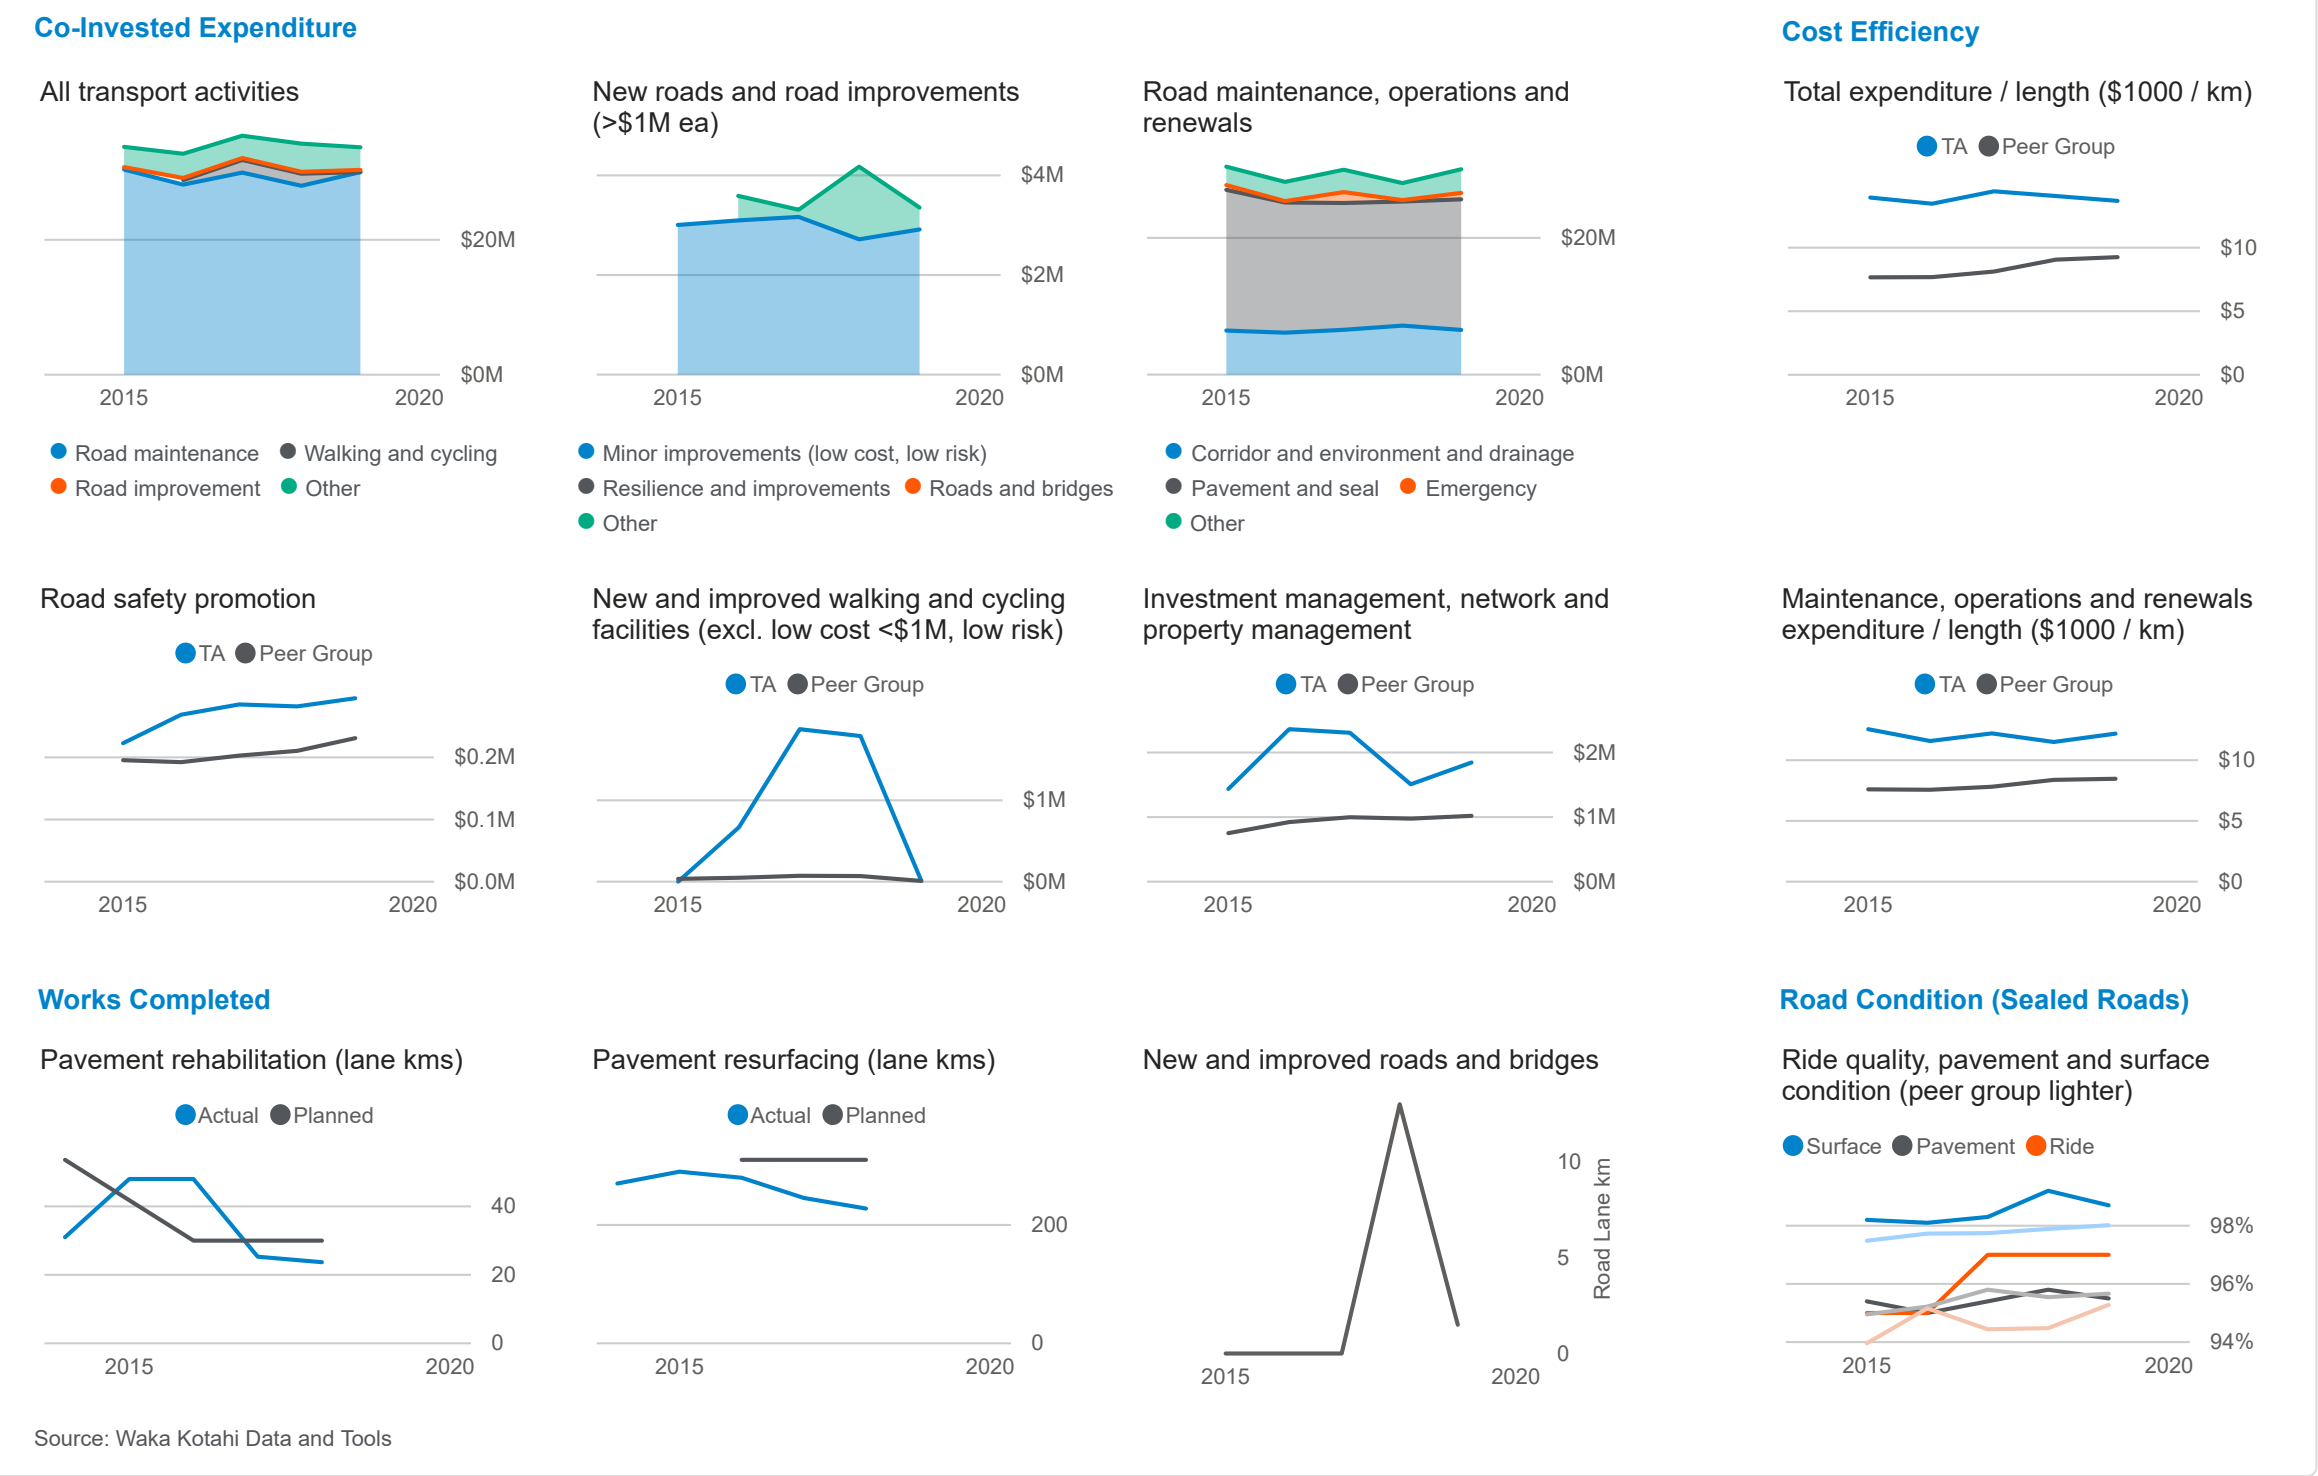 Co-Invested Expenditure
Cost Efficiency
All transport activities
$20M
$0M
2015 2020
Road maintenance Walking and cycling
Road improvement Other
New roads and road improvements
(>$1M ea)
$4M
$2M
$0M
2015 2020
Minor improvements (low cost, low risk)
Resilience and improvements Roads and bridges
Other
Road maintenance, operations and
renewals
$20M
$0M
2015 2020
Corridor and environment and drainage
Pavement and seal Emergency
Other
Total expenditure / length ($1000 / km)
TA Peer Group
$10
$5
$0
2015 2020
Road safety promotion
TA Peer Group
$0.2M
$0.1M
$0.0M
2015 2020
New and improved walking and cycling
facilities (excl. low cost <$1M, low risk)
TA Peer Group
$1M
$0M
2015 2020
Investment management, network and
property management
TA Peer Group
$2M
$1M
$0M
2015 2020
Maintenance, operations and renewals
expenditure / length ($1000 / km)
TA Peer Group
$10
$5
$0
2015 2020
Works Completed
Road Condition (Sealed Roads)
Pavement rehabilitation (lane kms)
Actual Planned
40
20
0
2015 2020
Pavement resurfacing (lane kms)
Actual Planned
200
0
2015 2020
New and improved roads and bridges
10
5
0
Road Lane km
2015 2020
Ride quality, pavement and surface
condition (peer group lighter)
Surface Pavement Ride
98%
96%
94%
2015 2020
Source: Waka Kotahi Data and Tools